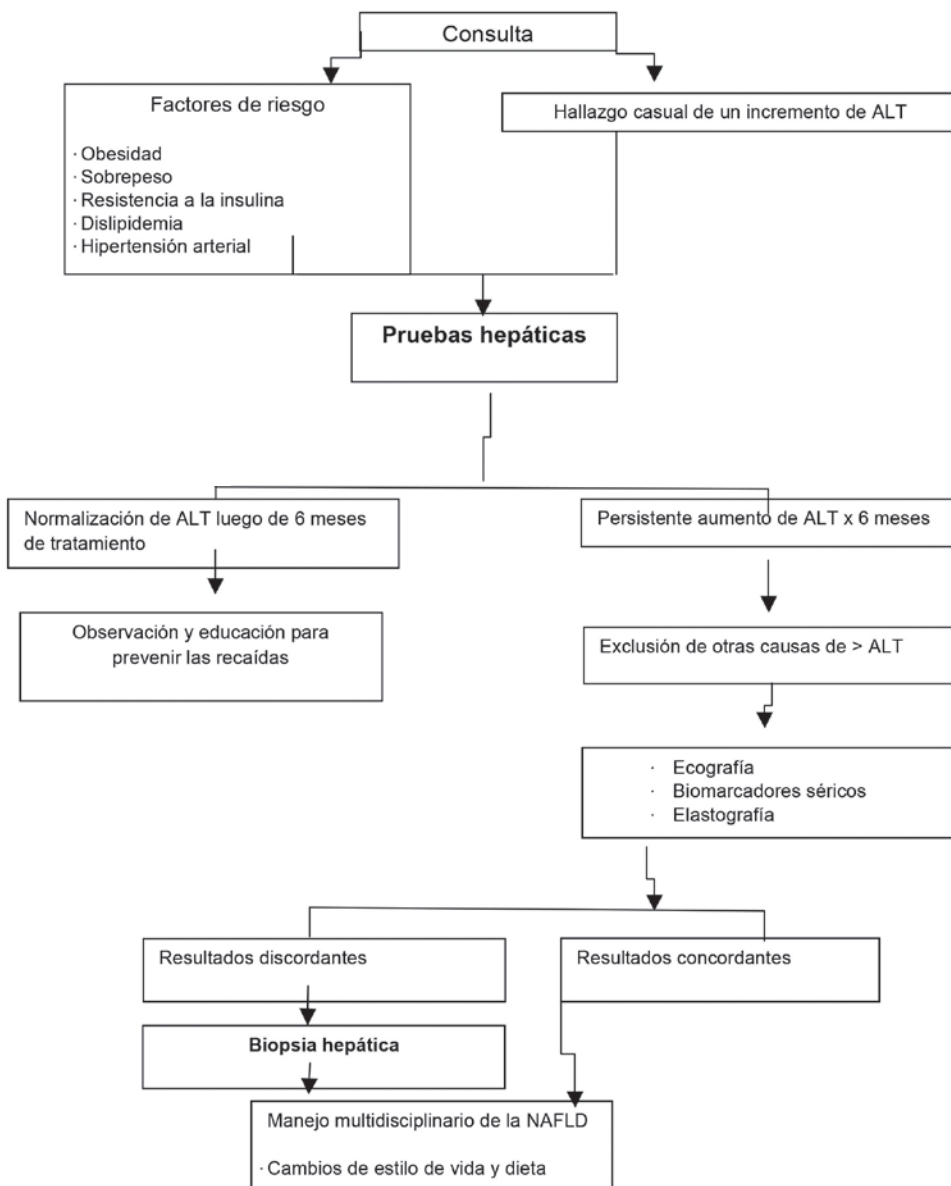 Consulta
Factores de riesgo
· Obesidad
· Sobrepeso
· Resistencia a la insulina
· Dislipidemia
· Hipertensión arterial
Hallazgo casual de un incremento de ALT
Pruebas hepáticas
Normalización de ALT luego de 6 meses
de tratamiento
Observación y educación para
prevenir las recaídas
Persistente aumento de ALT x 6 meses
Exclusión de otras causas de > ALT
· Ecografía
· Biomarcadores séricos
· Elastografía
Resultados discordantes
Resultados concordantes
Biopsia hepática
Manejo multidisciplinario de la NAFLD
· Cambios de estilo de vida y dieta